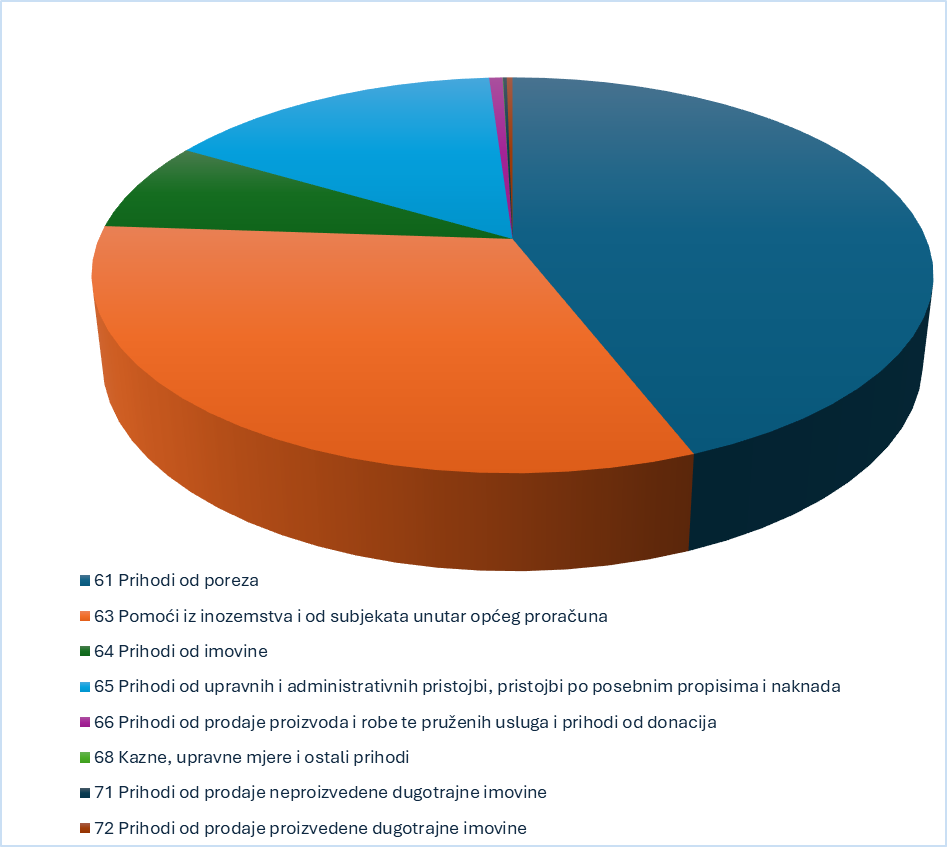 61 Prihodi od poreza
63 Pomoći iz inozemstva i od subjekata unutar općeg proračuna
64 Prihodi od imovine
65 Prihodi od upravnih i administrativnih pristojbi, pristojbi po posebnim propisima i naknada
66 Prihodi od prodaje proizvoda i robe te pruženih usluga i prihodi od donacija
68 Kazne, upravne mjere i ostali prihodi
71 Prihodi od prodaje neproizvedene dugotrajne imovine
72 Prihodi od prodaje proizvedene dugotrajne imovine